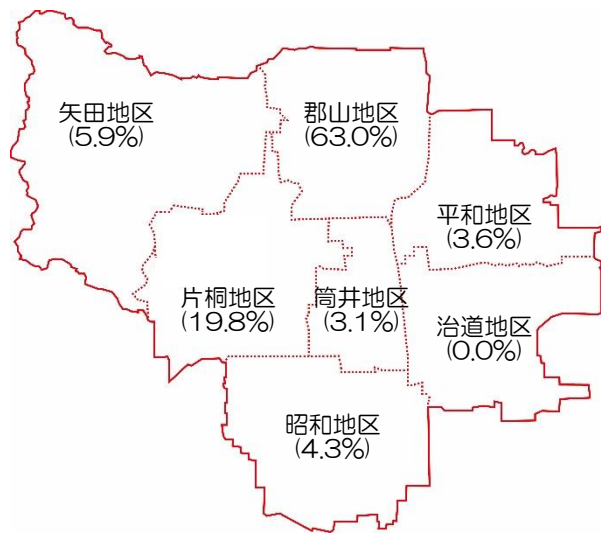 矢田地区
(5.9%)
郡山地区
(63.0%)
平和地区
(3.6%)
片桐地区
(19.8%)
筒井地区
(3.1%)
治道地区
(0.0%)
昭和地区
(4.3%)